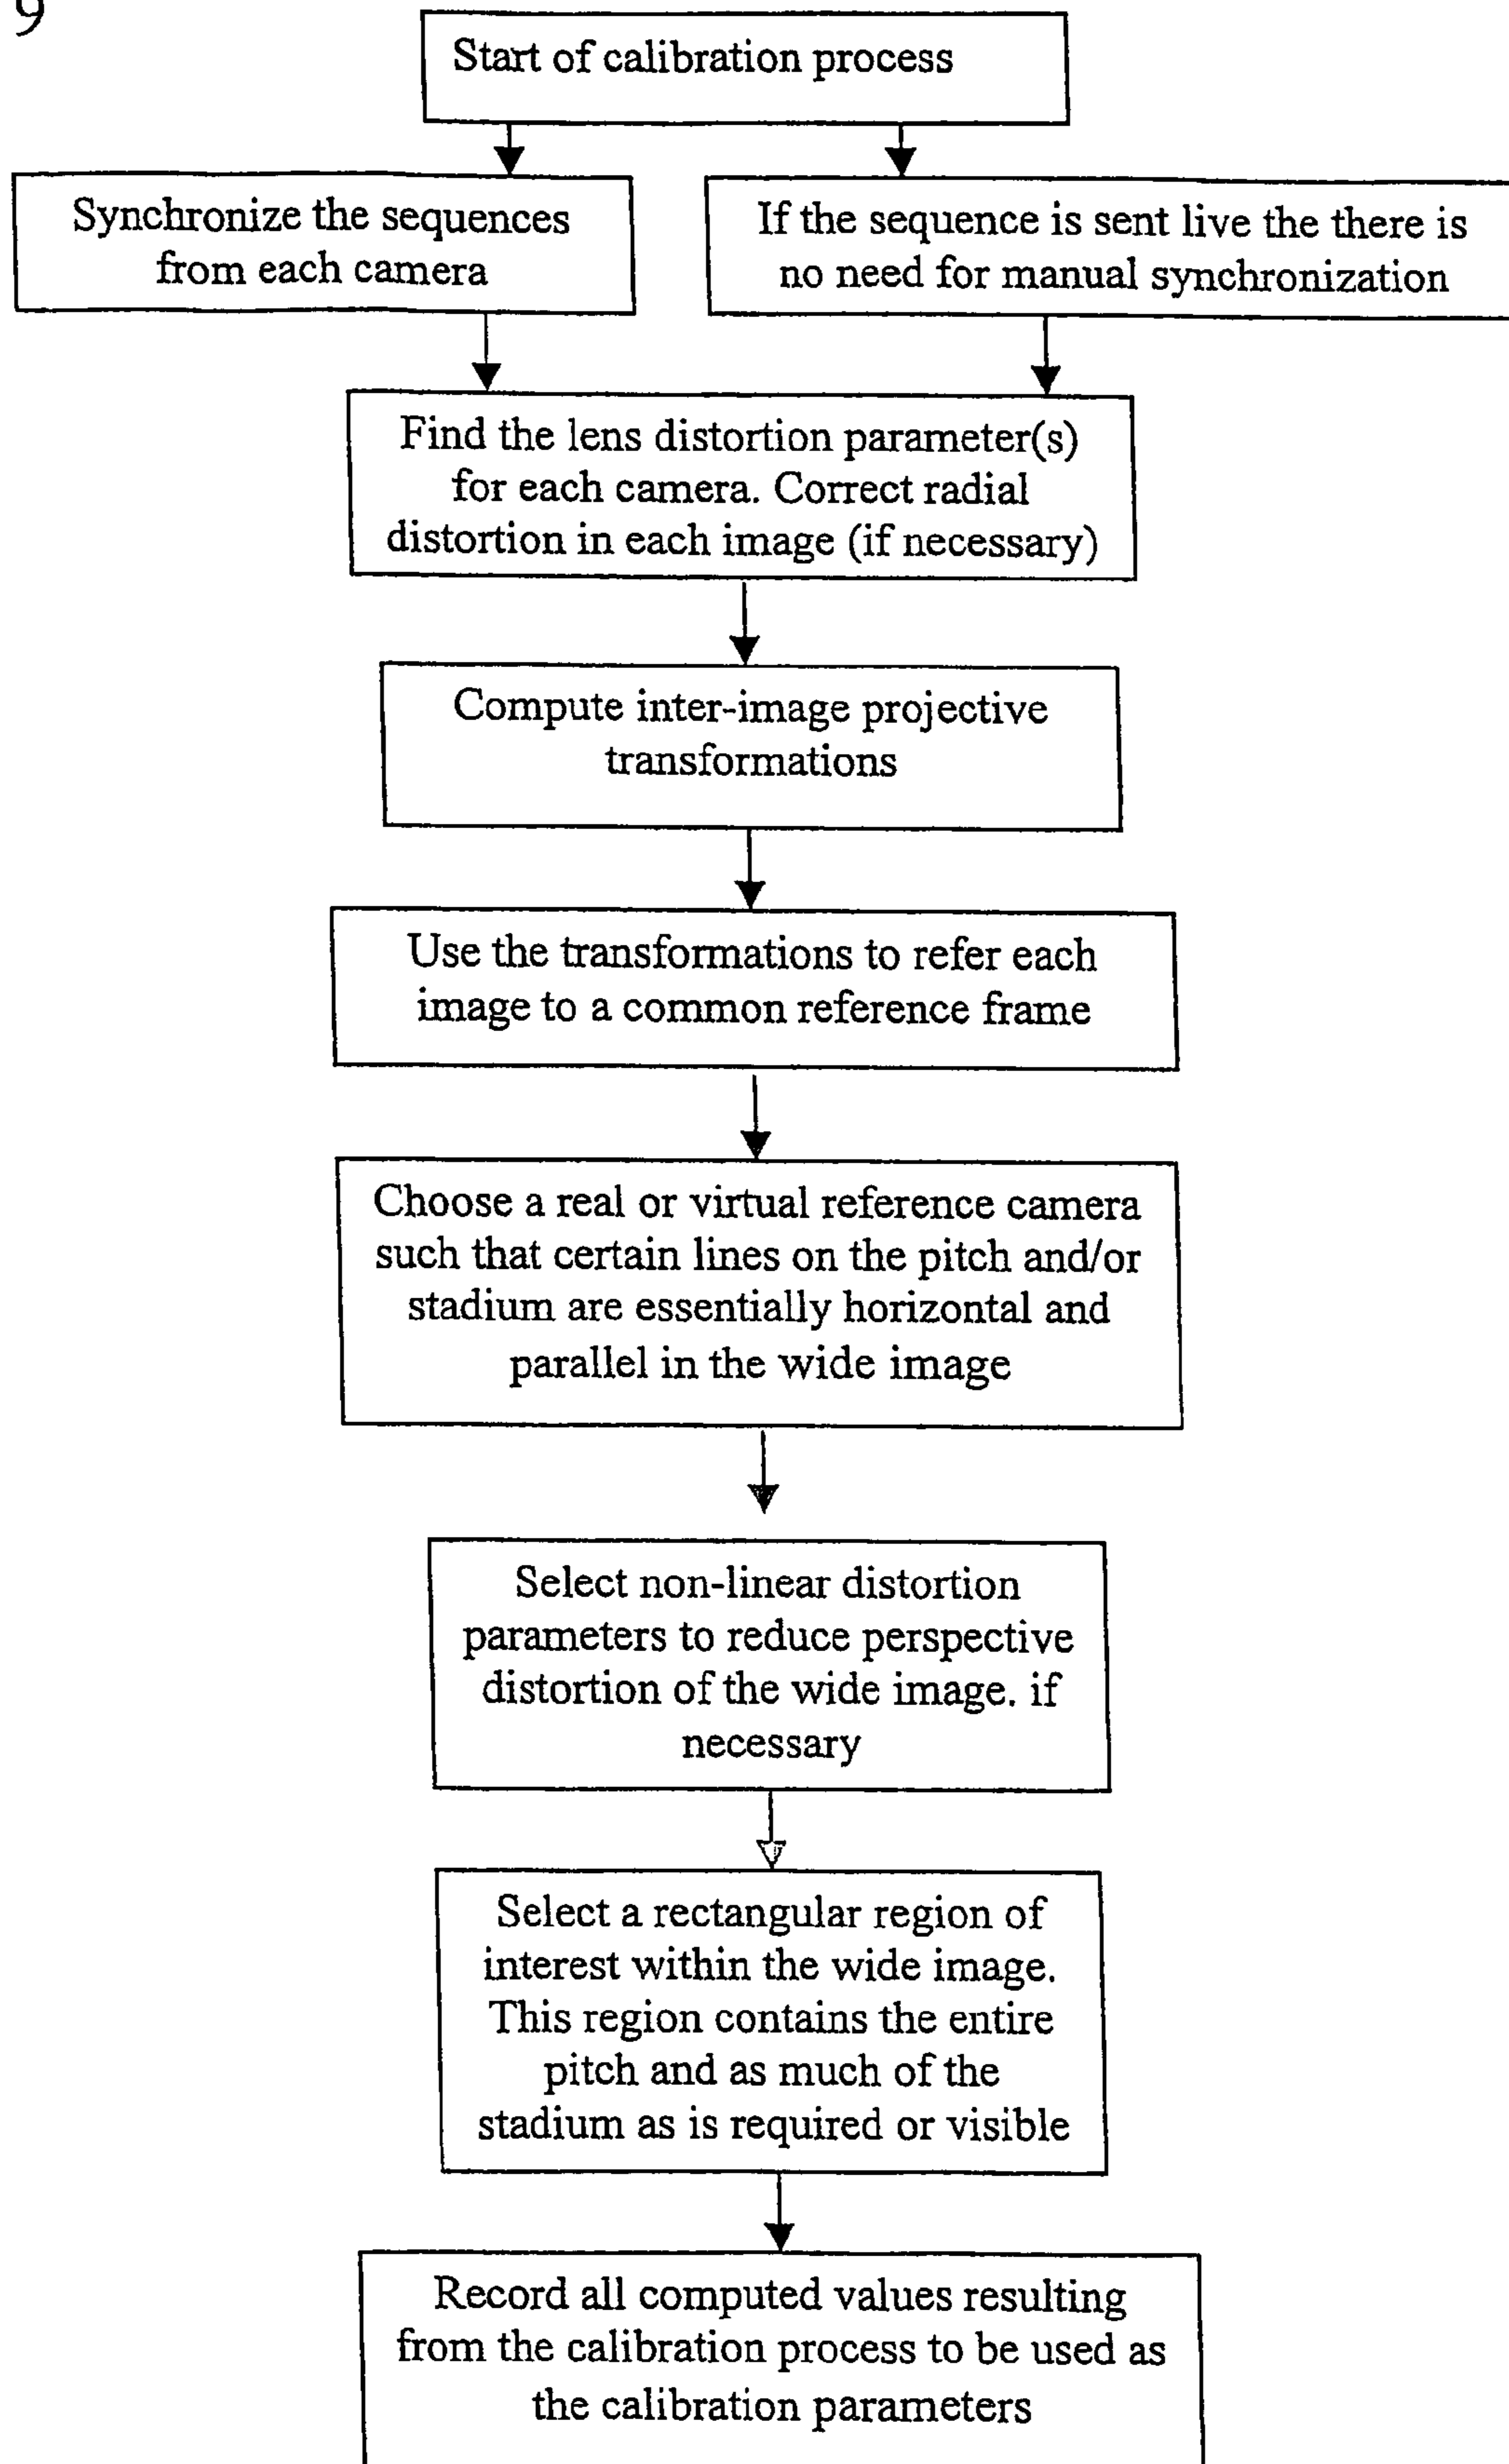 9
Start of calibration process
Synchronize the sequences
from each camera
If the sequence is sent live the there is
no need for manual synchronization
Find the lens distortion parameter(s)
for each camera. Correct radial
distortion in each image (if necessary)
Compute inter-image projective
transformations
Use the transformations to refer each
image to a common reference frame
Choose a real or virtual reference camera
such that certain lines on the pitch and/or
stadium are essentially horizontal and
parallel in the wide image
Select non-linear distortion
parameters to reduce perspective
distortion of the wide image. if
necessary
Select a rectangular region of
interest within the wide image.
This region contains the entire
pitch and as much of the
stadium as is required or visible
Record all computed values resulting
from the calibration process to be used as
the calibration parameters